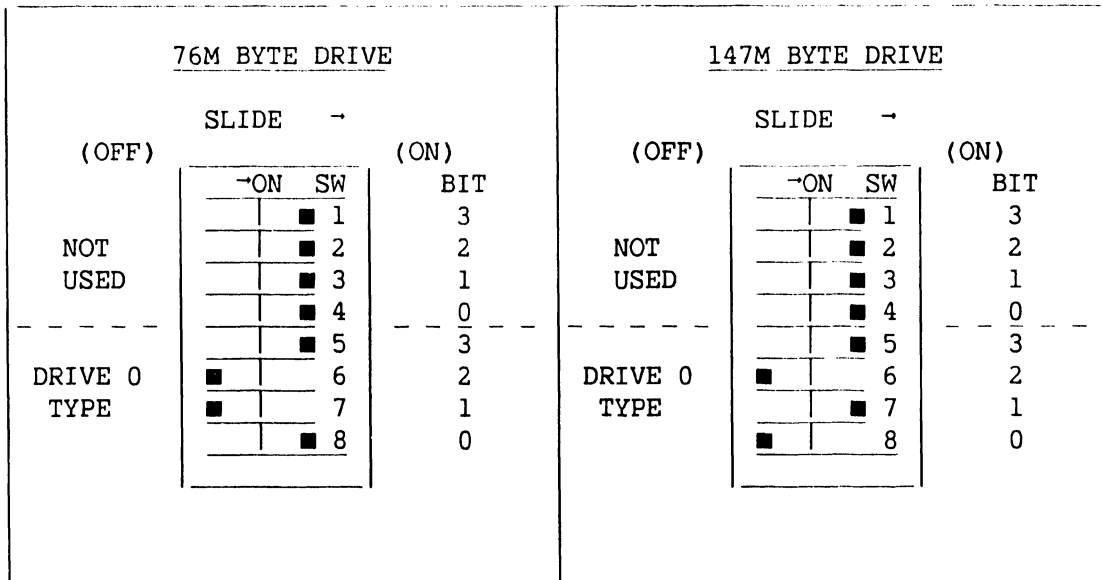 76M BYTE DRIVE
SLIDE →
(OFF) (ON)
→ON SW BIT
1 3
NOT 2 2
USED 3 1
4 0
5 3
DRIVE 0 6 2
TYPE 7 1
8 0
147M BYTE DRIVE
SLIDE →
(OFF) (ON)
→ON SW BIT
1 3
NOT 2 2
USED 3 1
4 0
5 3
DRIVE 0 6 2
TYPE 7 1
8 0